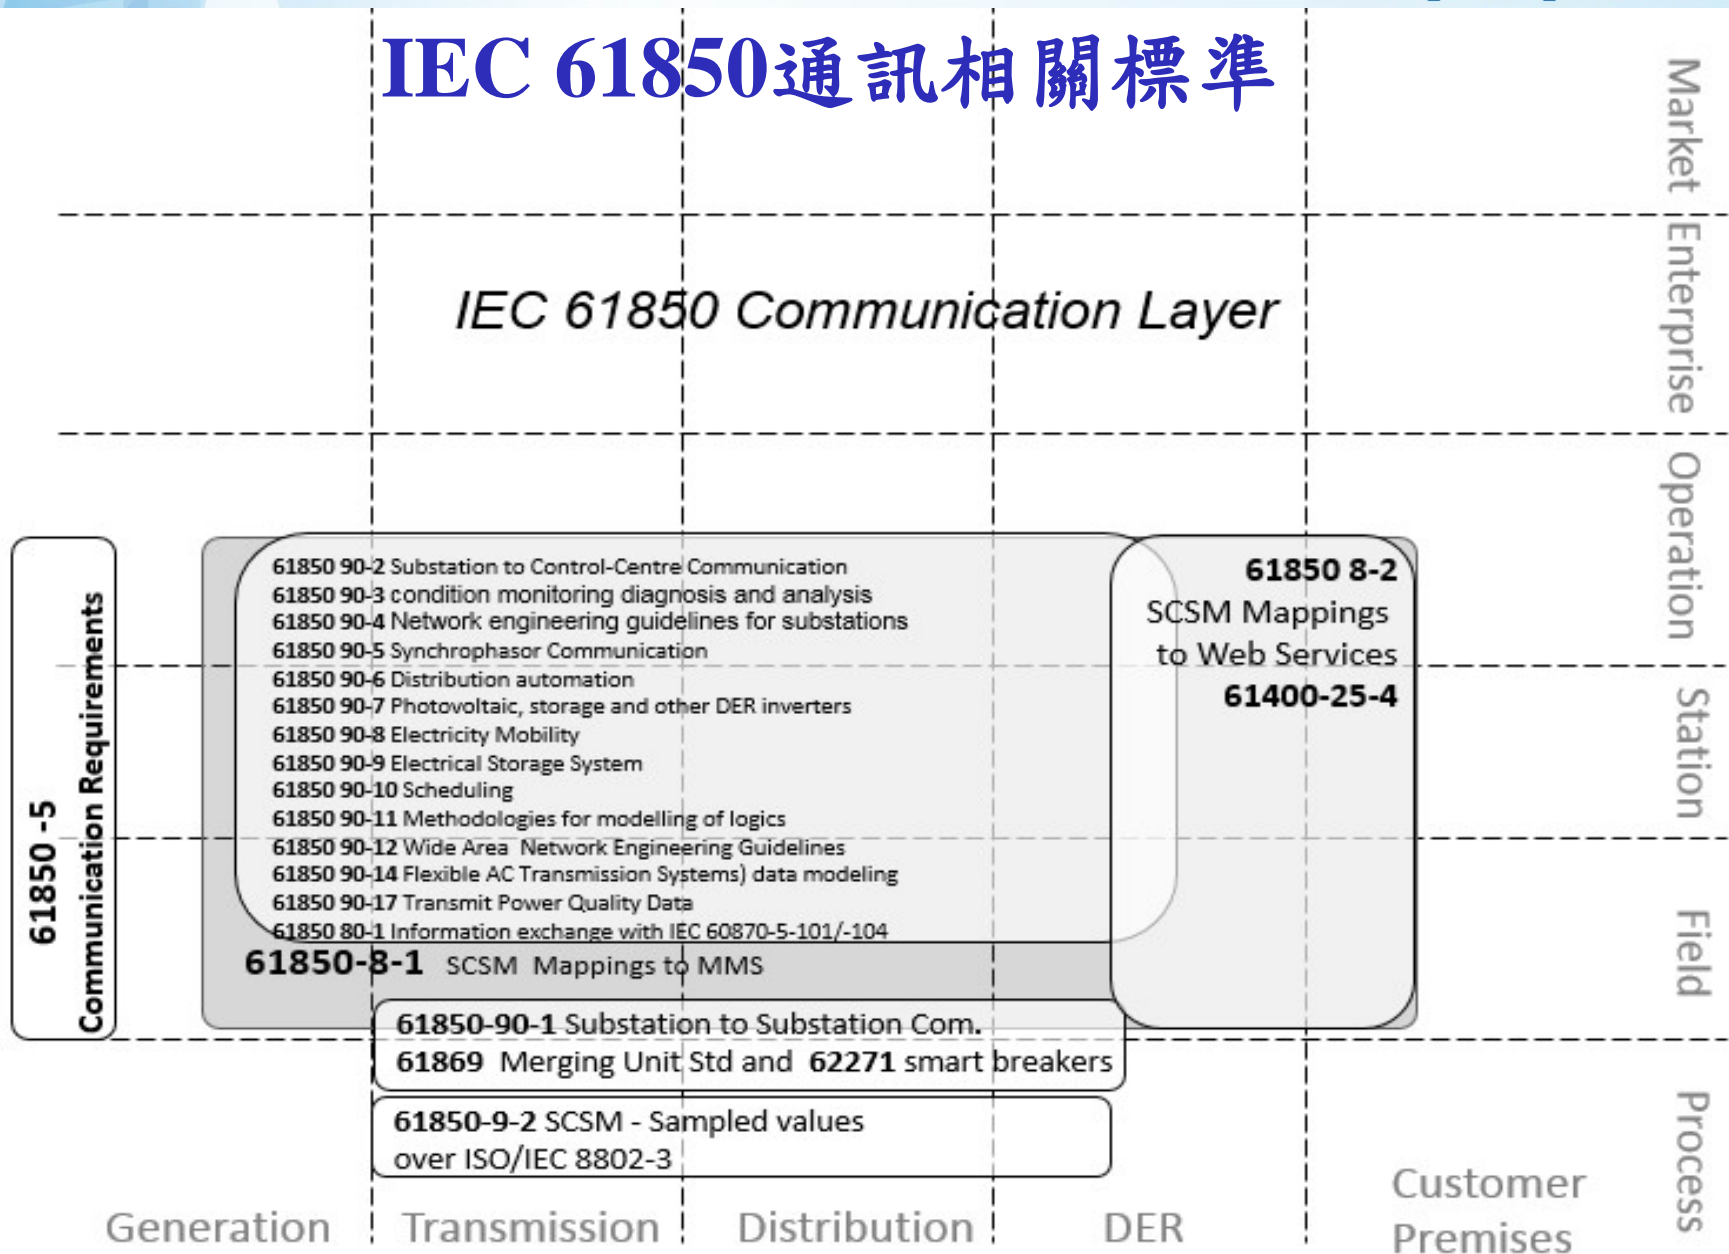 IEC 61850通訊相關標準
IEC 61850 Communication Layer
Market
Enterprise
Operation
Station
Field
Process
61850 -5
Communication Requirements
61850 90-2 Substation to Control-Centre Communication
61850 90-3 condition monitoring diagnosis and analysis
61850 90-4 Network engineering guidelines for substations
61850 90-5 Synchrophasor Communication
61850 90-6 Distribution automation
61850 90-7 Photovoltaic, storage and other DER inverters
61850 90-8 Electricity Mobility
61850 90-9 Electrical Storage System
61850 90-10 Scheduling
61850 90-11 Methodologies for modelling of logics
61850 90-12 Wide Area Network Engineering Guidelines
61850 90-14 Flexible AC Transmission Systems) data modeling
61850 90-17 Transmit Power Quality Data
61850 80-1 Information exchange with IEC 60870-5-101/-104
61850-8-1 SCSM Mappings to MMS
61850 8-2
SCSM Mappings
to Web Services
61400-25-4
61850-90-1 Substation to Substation Com.
61869 Merging Unit Std and 62271 smart breakers
61850-9-2 SCSM - Sampled values
over ISO/IEC 8802-3
Generation
Transmission
Distribution
DER
Customer
Premises